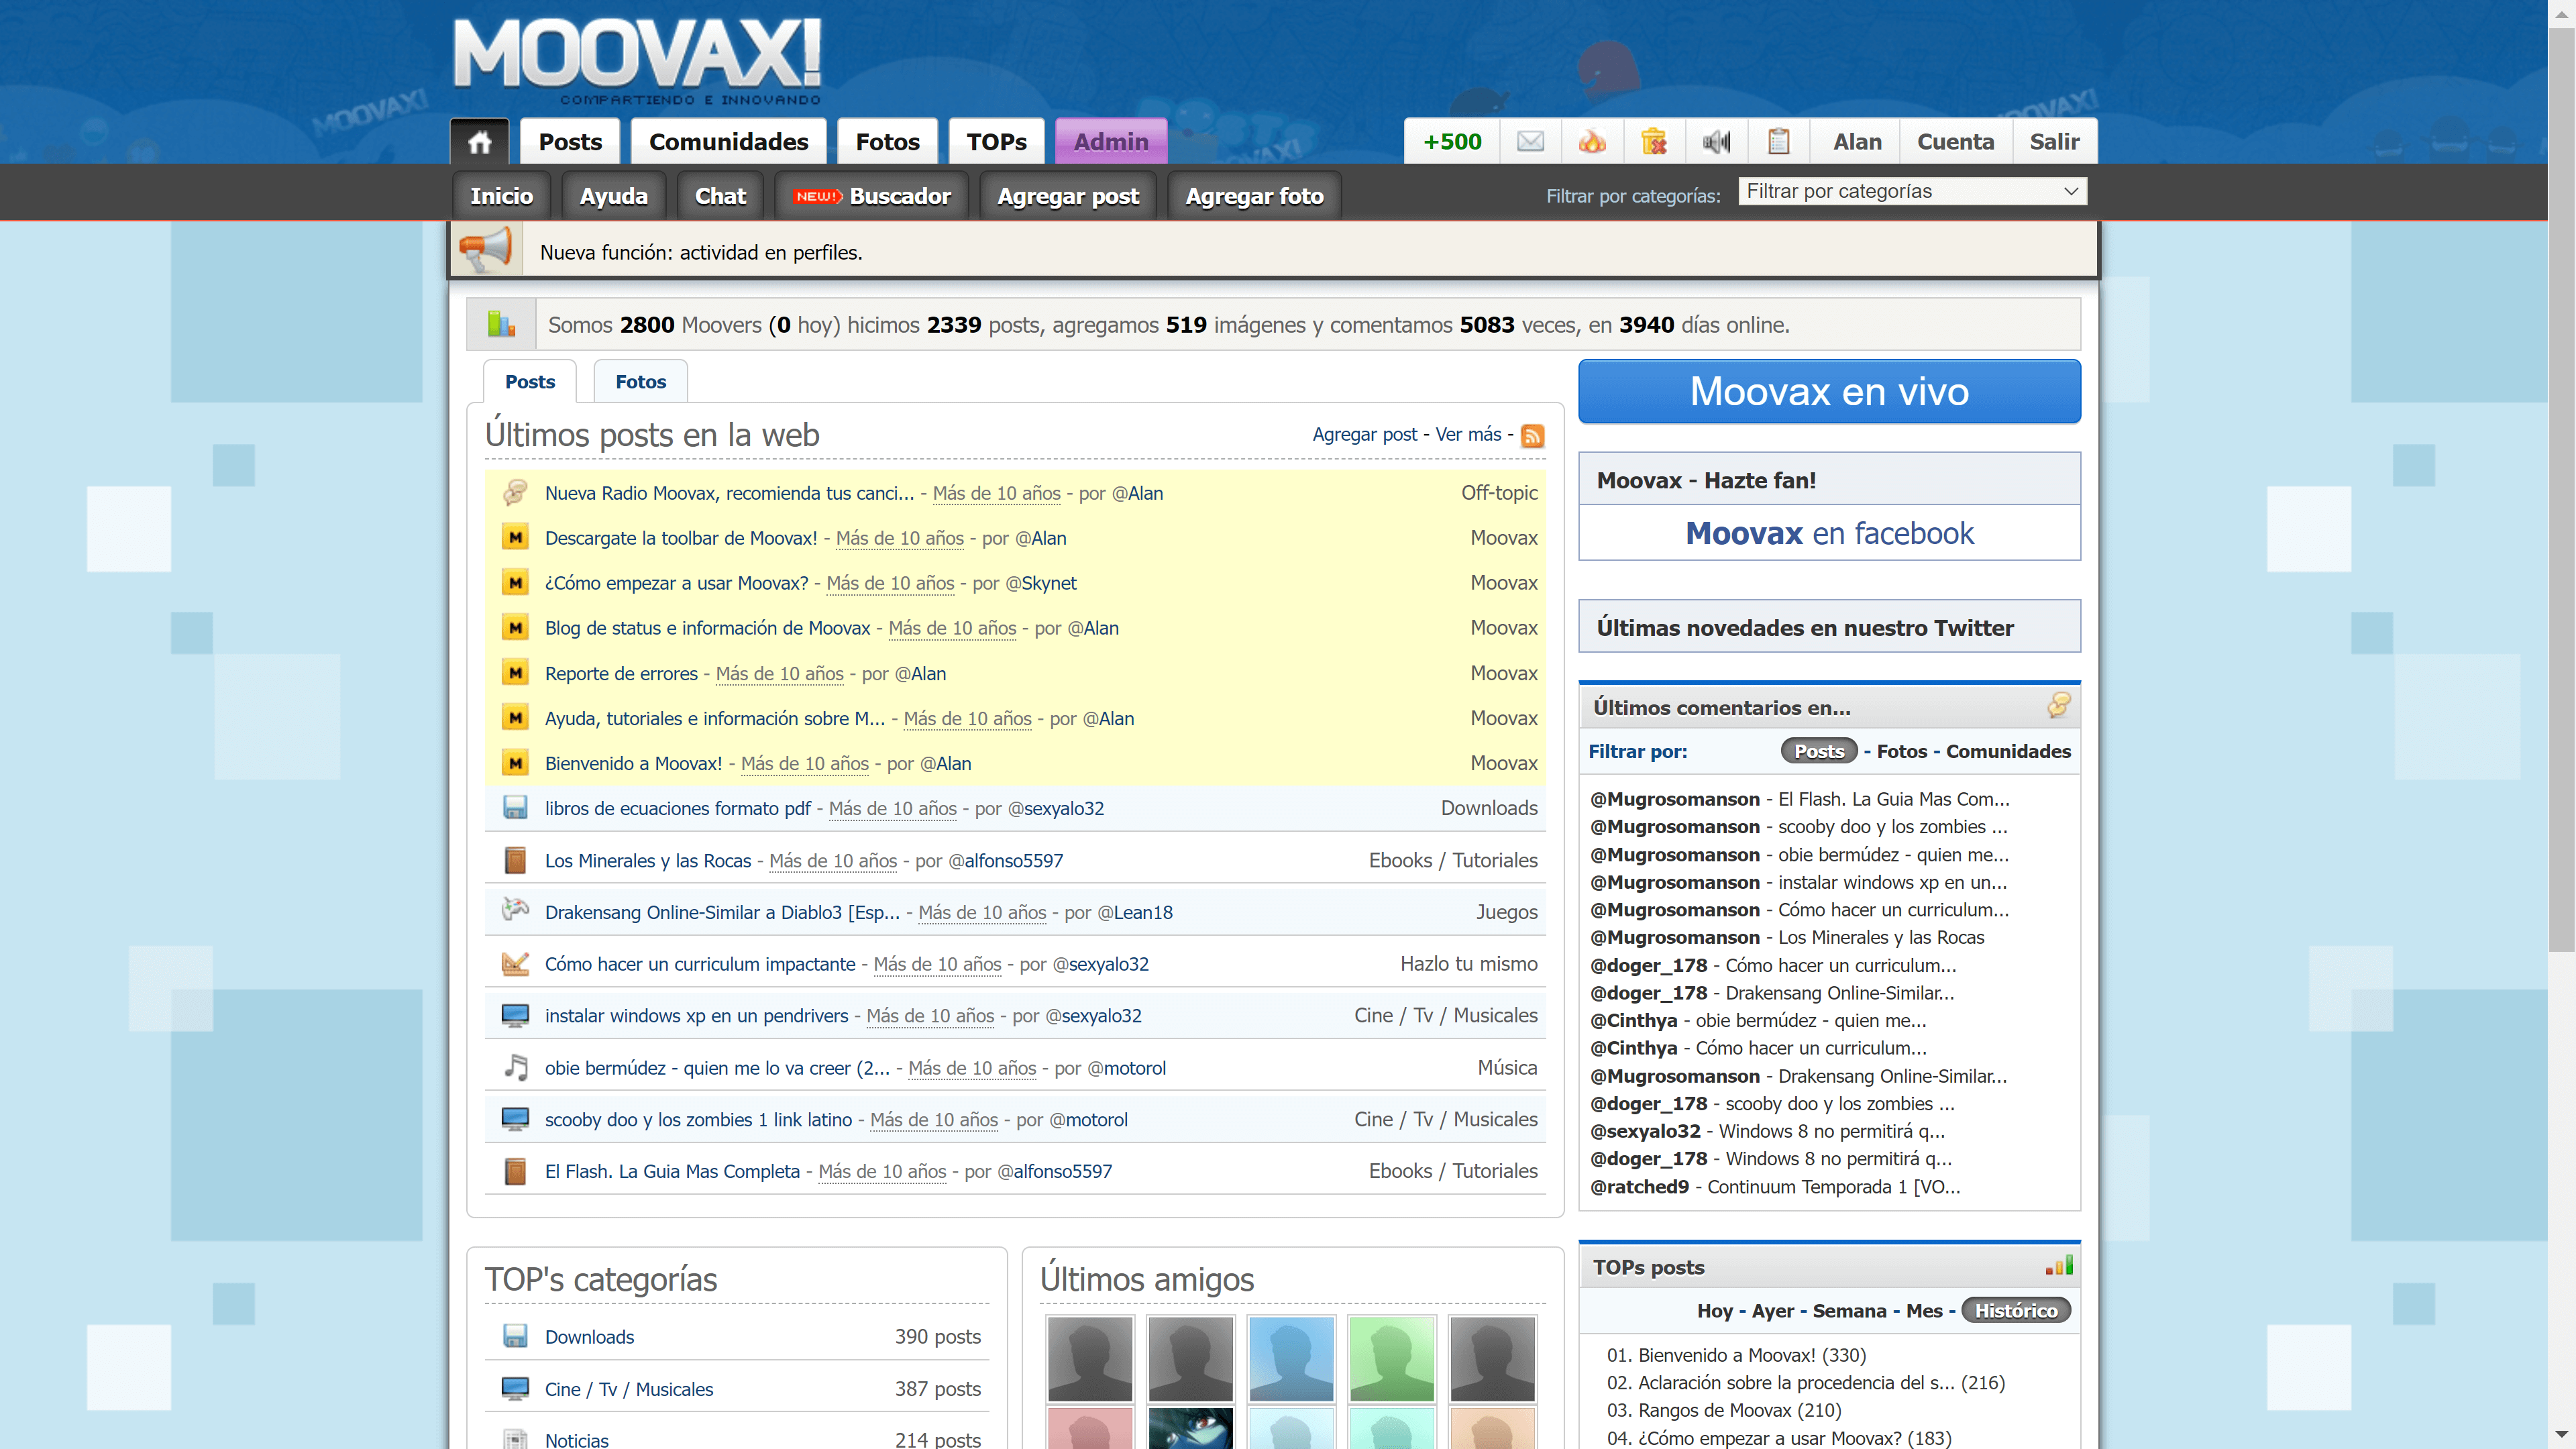 MOOVAX!
COMPARTIENDO E INNOVANDO
Posts
Comunidades
Fotos
TOPs
Admin
+500
Alan
Cuenta
Salir
Inicio
Ayuda
Chat
NEW! Buscador
Agregar post
Agregar foto
Filtrar por categorías:
Filtrar por categorías
Nueva función: actividad en perfiles.
Somos 2800 Moovers (0 hoy) hicimos 2339 posts, agregamos 519 imágenes y comentamos 5083 veces, en 3940 días online.
Posts
Fotos
Últimos posts en la web
Agregar post - Ver más -
Nueva Radio Moovax, recomienda tus canci... - Más de 10 años - por @Alan Off-topic
Descargate la toolbar de Moovax! - Más de 10 años - por @Alan Moovax
¿Cómo empezar a usar Moovax? - Más de 10 años - por @Skynet Moovax
Blog de status e información de Moovax - Más de 10 años - por @Alan Moovax
Reporte de errores - Más de 10 años - por @Alan Moovax
Ayuda, tutoriales e información sobre M... - Más de 10 años - por @Alan Moovax
Bienvenido a Moovax! - Más de 10 años - por @Alan Moovax
libros de ecuaciones formato pdf - Más de 10 años - por @sexyalo32 Downloads
Los Minerales y las Rocas - Más de 10 años - por @alfonso5597 Ebooks / Tutoriales
Drakensang Online-Similar a Diablo3 [Esp... - Más de 10 años - por @Lean18 Juegos
Cómo hacer un curriculum impactante - Más de 10 años - por @sexyalo32 Hazlo tu mismo
instalar windows xp en un pendrivers - Más de 10 años - por @sexyalo32 Cine / Tv / Musicales
obie bermúdez - quien me lo va creer (2... - Más de 10 años - por @motorol Música
scooby doo y los zombies 1 link latino - Más de 10 años - por @motorol Cine / Tv / Musicales
El Flash. La Guia Mas Completa - Más de 10 años - por @alfonso5597 Ebooks / Tutoriales
TOP's categorías
Downloads 390 posts
Cine / Tv / Musicales 387 posts
Noticias 214 posts
Últimos amigos
Moovax en vivo
Moovax - Hazte fan!
Moovax en facebook
Últimas novedades en nuestro Twitter
Últimos comentarios en...
Filtrar por: Posts - Fotos - Comunidades
@Mugrosomanson - El Flash. La Guia Mas Com...
@Mugrosomanson - scooby doo y los zombies ...
@Mugrosomanson - obie bermúdez - quien me...
@Mugrosomanson - instalar windows xp en un...
@Mugrosomanson - Cómo hacer un curriculum...
@Mugrosomanson - Los Minerales y las Rocas
@doger_178 - Cómo hacer un curriculum...
@doger_178 - Drakensang Online-Similar...
@Cinthya - obie bermúdez - quien me...
@Cinthya - Cómo hacer un curriculum...
@Mugrosomanson - Drakensang Online-Similar...
@doger_178 - scooby doo y los zombies ...
@sexyalo32 - Windows 8 no permitirá q...
@doger_178 - Windows 8 no permitirá q...
@ratched9 - Continuum Temporada 1 [VO...
TOPs posts
Hoy - Ayer - Semana - Mes - Histórico
01. Bienvenido a Moovax! (330)
02. Aclaración sobre la procedencia del s... (216)
03. Rangos de Moovax (210)
04. ¿Cómo empezar a usar Moovax? (183)